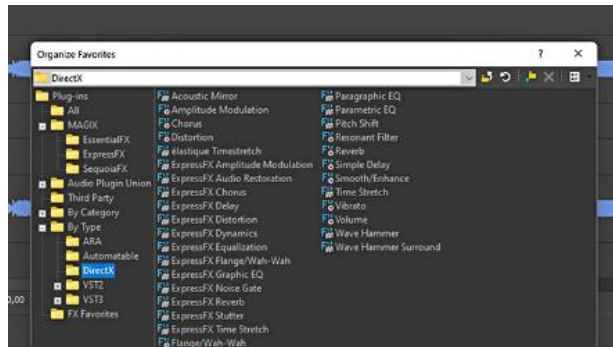 Organize Favorites
DirectX
Plug-ins
All
MAGIX
EssentialFX
ExpressFX
SequoiaFX
Audio Plugin Union
Third Party
By Category
By Type
ARA
Automatable
DirectX
VST2
VST3
FX Favorites
Acoustic Mirror
Amplitude Modulation
Chorus
Distortion
élastique Timestretch
ExpressFX Amplitude Modulation
ExpressFX Audio Restoration
ExpressFX Chorus
ExpressFX Delay
ExpressFX Distortion
ExpressFX Dynamics
ExpressFX Equalization
ExpressFX Flange/Wah-Wah
ExpressFX Graphic EQ
ExpressFX Noise Gate
ExpressFX Reverb
ExpressFX Stutter
ExpressFX Time Stretch
Flange/Wah-Wah
Paragraphic EQ
Parametric EQ
Pitch Shift
Resonant Filter
Reverb
Simple Delay
Smooth/Enhance
Time Stretch
Vibrato
Volume
Wave Hammer
Wave Hammer Surround